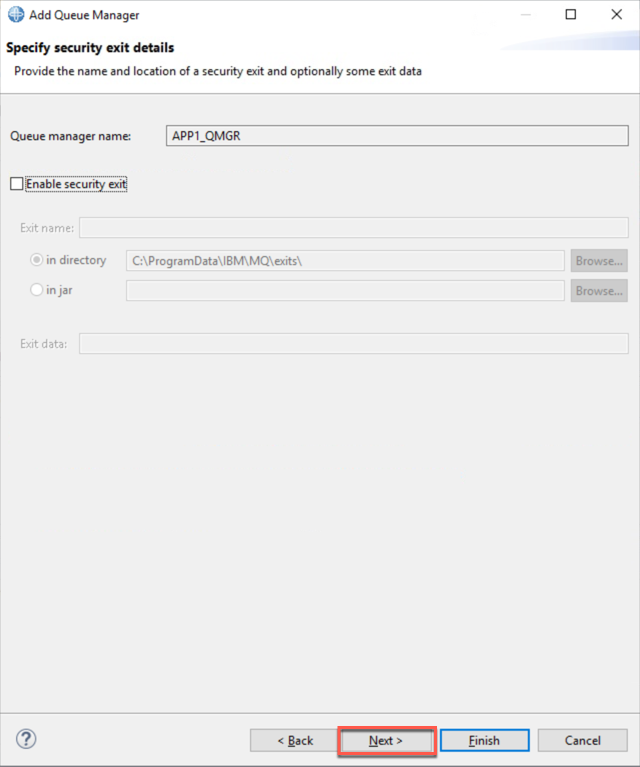 Add Queue Manager
Specify security exit details
Provide the name and location of a security exit and optionally some exit data
Queue manager name: APP1_QMGR
Enable security exit
Exit name:
in directory C:\ProgramData\IBM\MQ\exits\ Browse...
in jar Browse...
Exit data:
? < Back Next > Finish Cancel